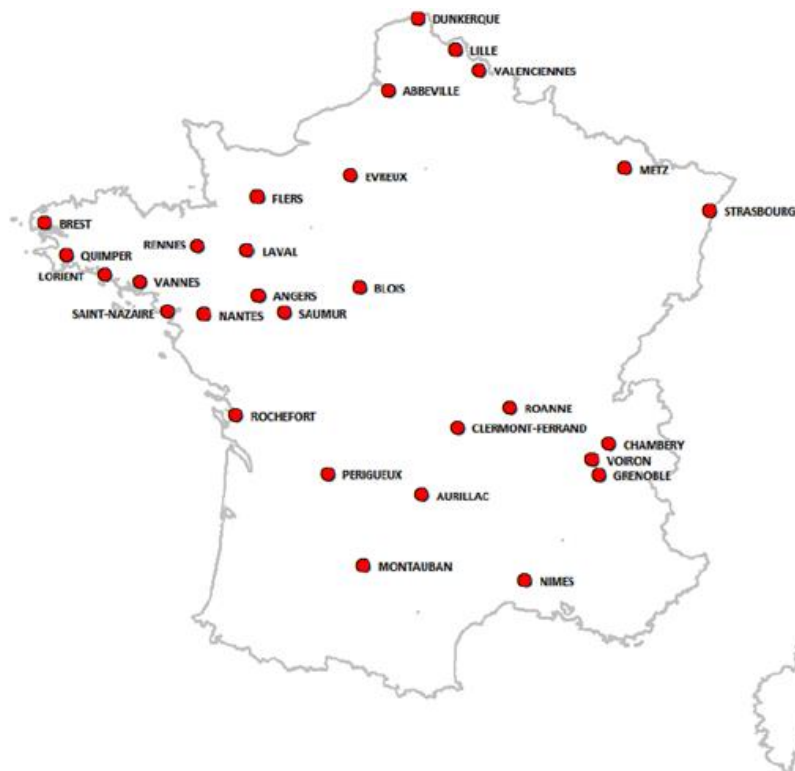 DUNKERQUE
LILLE
VALENCIENNES
ABBEVILLE
METZ
EVREUX
FLERS
STRASBOURG
BREST
RENNES
LAVAL
QUIMPER
LORIENT
VANNES
BLOIS
ANGERS
SAINT-NAZAIRE
NANTES
SAUMUR
ROANNE
ROCHEFORT
CLERMONT-FERRAND
CHAMBERY
VOIRON
PERIGUEUX
GRENOBLE
AURILLAC
MONTAUBAN
NIMES